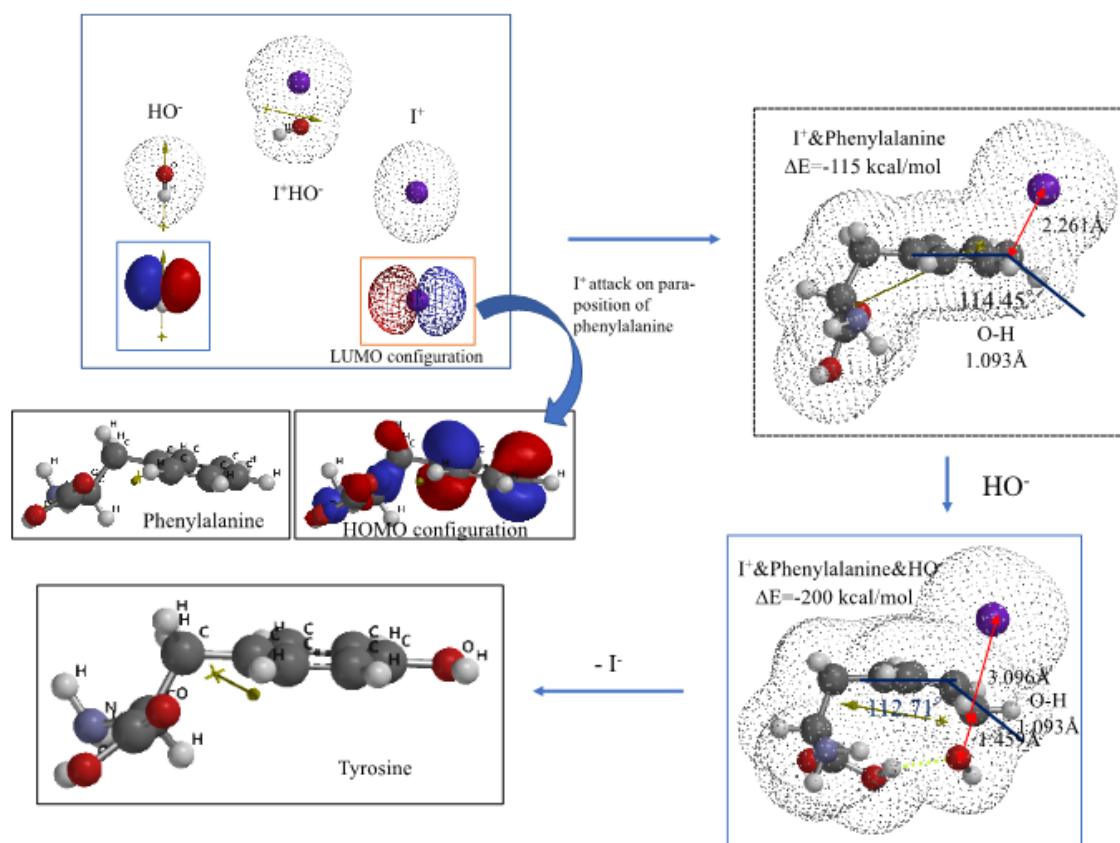 HO⁻
I⁺HO⁻
I⁺
LUMO configuration
I⁺ attack on para-
position of
phenylalanine
I⁺&Phenylalanine
ΔE=-115 kcal/mol
2.261Å
114.45°
O-H
1.093Å
Phenylalanine
HOMO configuration
HO⁻
I⁺&Phenylalanine&HO
ΔE=-200 kcal/mol
3.096Å
O-H
112.71°
1.093Å
1.459Å
- I⁻
Tyrosine